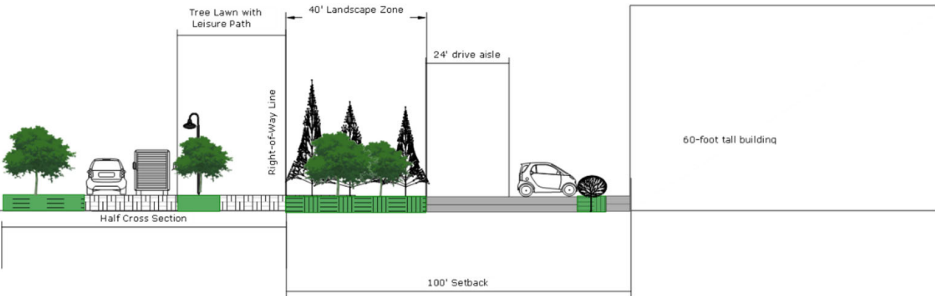 Tree Lawn with
Leisure Path
40' Landscape Zone
24' drive aisle
Right-of-Way Line
60-foot tall building
Half Cross Section
100' Setback